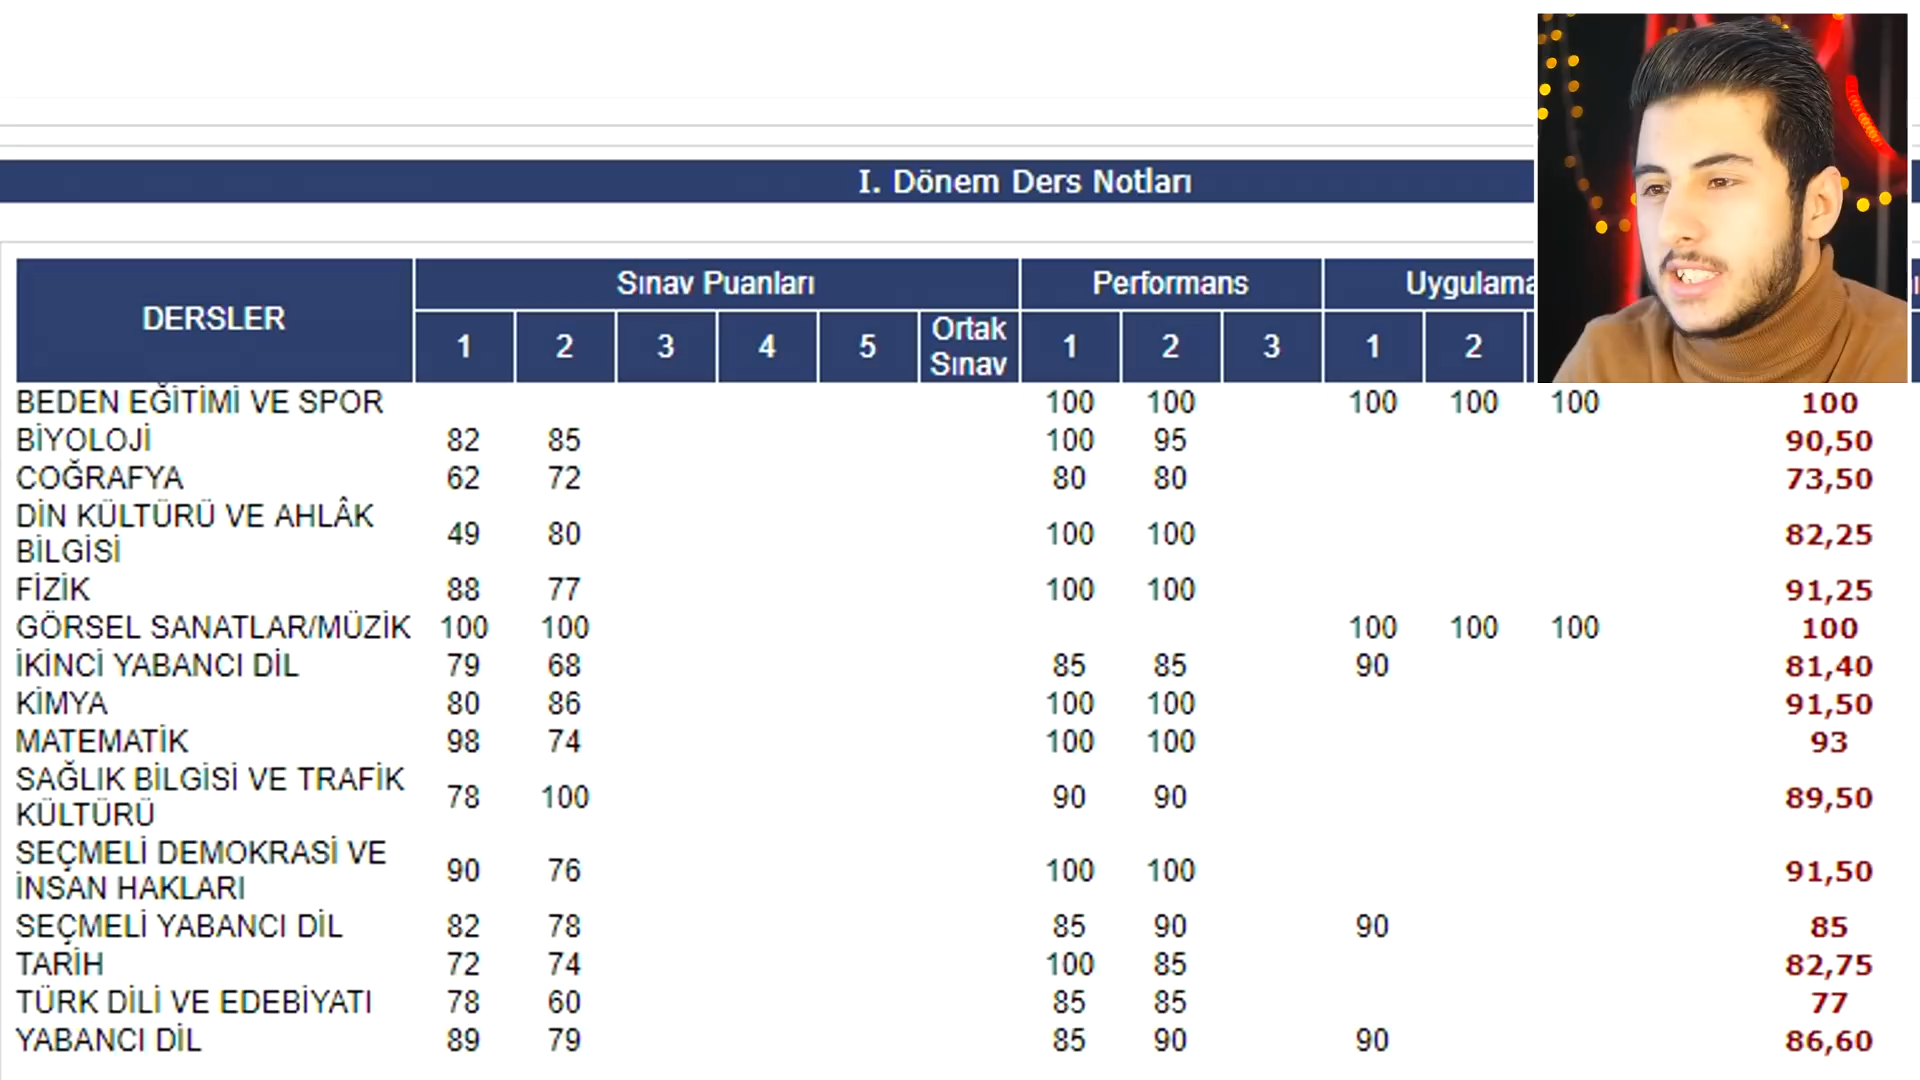 I. Dönem Ders Notları
DERSLER Sınav Puanları Performans Uygulama
1 2 3 4 5 Ortak Sınav 1 2 3 1 2
BEDEN EĞİTİMİ VE SPOR 100 100 100 100 100 100
BİYOLOJİ 82 85 100 95 90,50
COĞRAFYA 62 72 80 80 73,50
DİN KÜLTÜRÜ VE AHLÂK
BİLGİSİ 49 80 100 100 82,25
FİZİK 88 77 100 100 91,25
GÖRSEL SANATLAR/MÜZİK 100 100 100 100 100 100
İKİNCİ YABANCI DİL 79 68 85 85 90 81,40
KİMYA 80 86 100 100 91,50
MATEMATİK 98 74 100 100 93
SAĞLIK BİLGİSİ VE TRAFİK
KÜLTÜRÜ 78 100 90 90 89,50
SEÇMELİ DEMOKRASİ VE
İNSAN HAKLARI 90 76 100 100 91,50
SEÇMELİ YABANCI DİL 82 78 85 90 90 85
TARİH 72 74 100 85 82,75
TÜRK DİLİ VE EDEBİYATI 78 60 85 85 77
YABANCI DİL 89 79 85 90 90 86,60